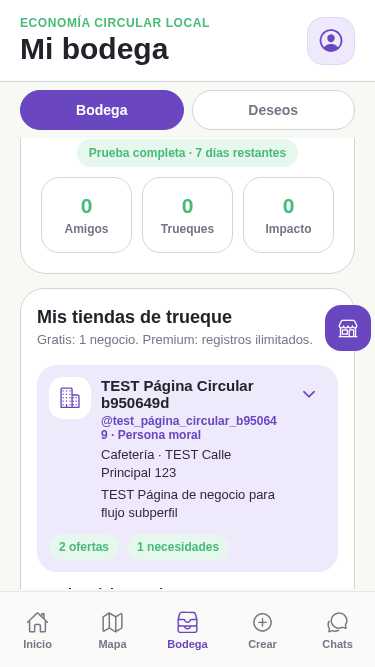 ECONOMÍA CIRCULAR LOCAL
Mi bodega
Bodega
Deseos
Prueba completa · 7 días restantes
0
Amigos
0
Trueques
0
Impacto
Mis tiendas de trueque
Gratis: 1 negocio. Premium: registros ilimitados.
TEST Página Circular
b950649d
@test_página_circular_b95064
9 · Persona moral
Cafetería · TEST Calle
Principal 123
TEST Página de negocio para
flujo subperfil
2 ofertas
1 necesidades
Inicio
Mapa
Bodega
Crear
Chats